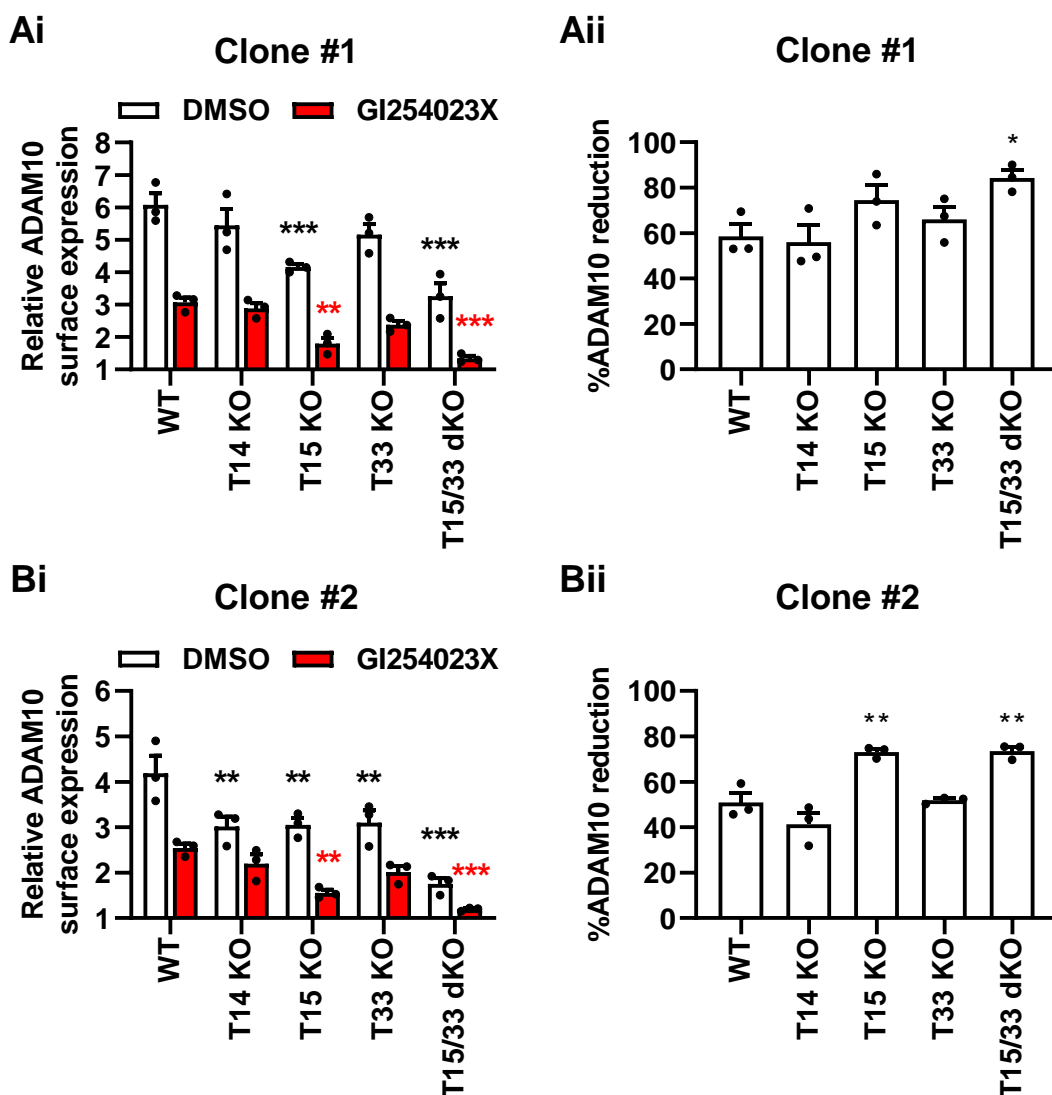 Ai
Clone #1
DMSO GI254023X
Relative ADAM10
surface expression
8
7
6
5
4
3
2
1
***
***
**
***
WT
T14 KO
T15 KO
T33 KO
T15/33 dKO
Aii
Clone #1
%ADAM10 reduction
100
80
60
40
20
0
*
WT
T14 KO
T15 KO
T33 KO
T15/33 dKO
Bi
Clone #2
DMSO GI254023X
Relative ADAM10
surface expression
6
5
4
3
2
1
**
**
**
***
**
***
WT
T14 KO
T15 KO
T33 KO
T15/33 dKO
Bii
Clone #2
%ADAM10 reduction
100
80
60
40
20
0
**
**
WT
T14 KO
T15 KO
T33 KO
T15/33 dKO